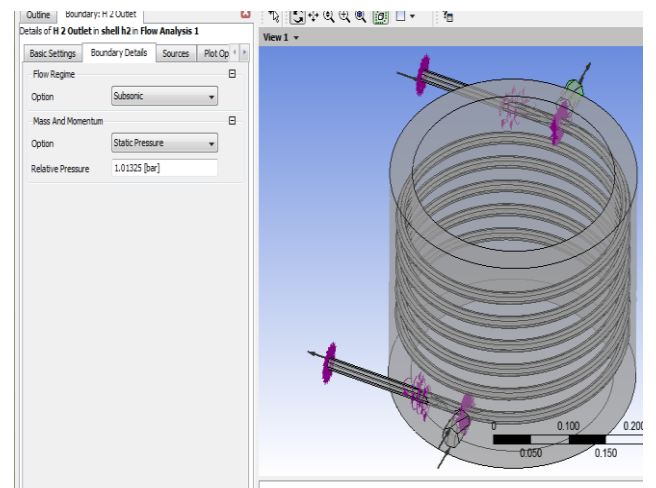 Outline Boundary: H 2 Outlet
Details of H 2 Outlet in shell h2 in Flow Analysis 1
Basic Settings Boundary Details Sources Plot Op
Flow Regime
Option Subsonic
Mass And Momentum
Option Static Pressure
Relative Pressure 1.01325 [bar]
View 1
0 0.100 0.200
0.050 0.150